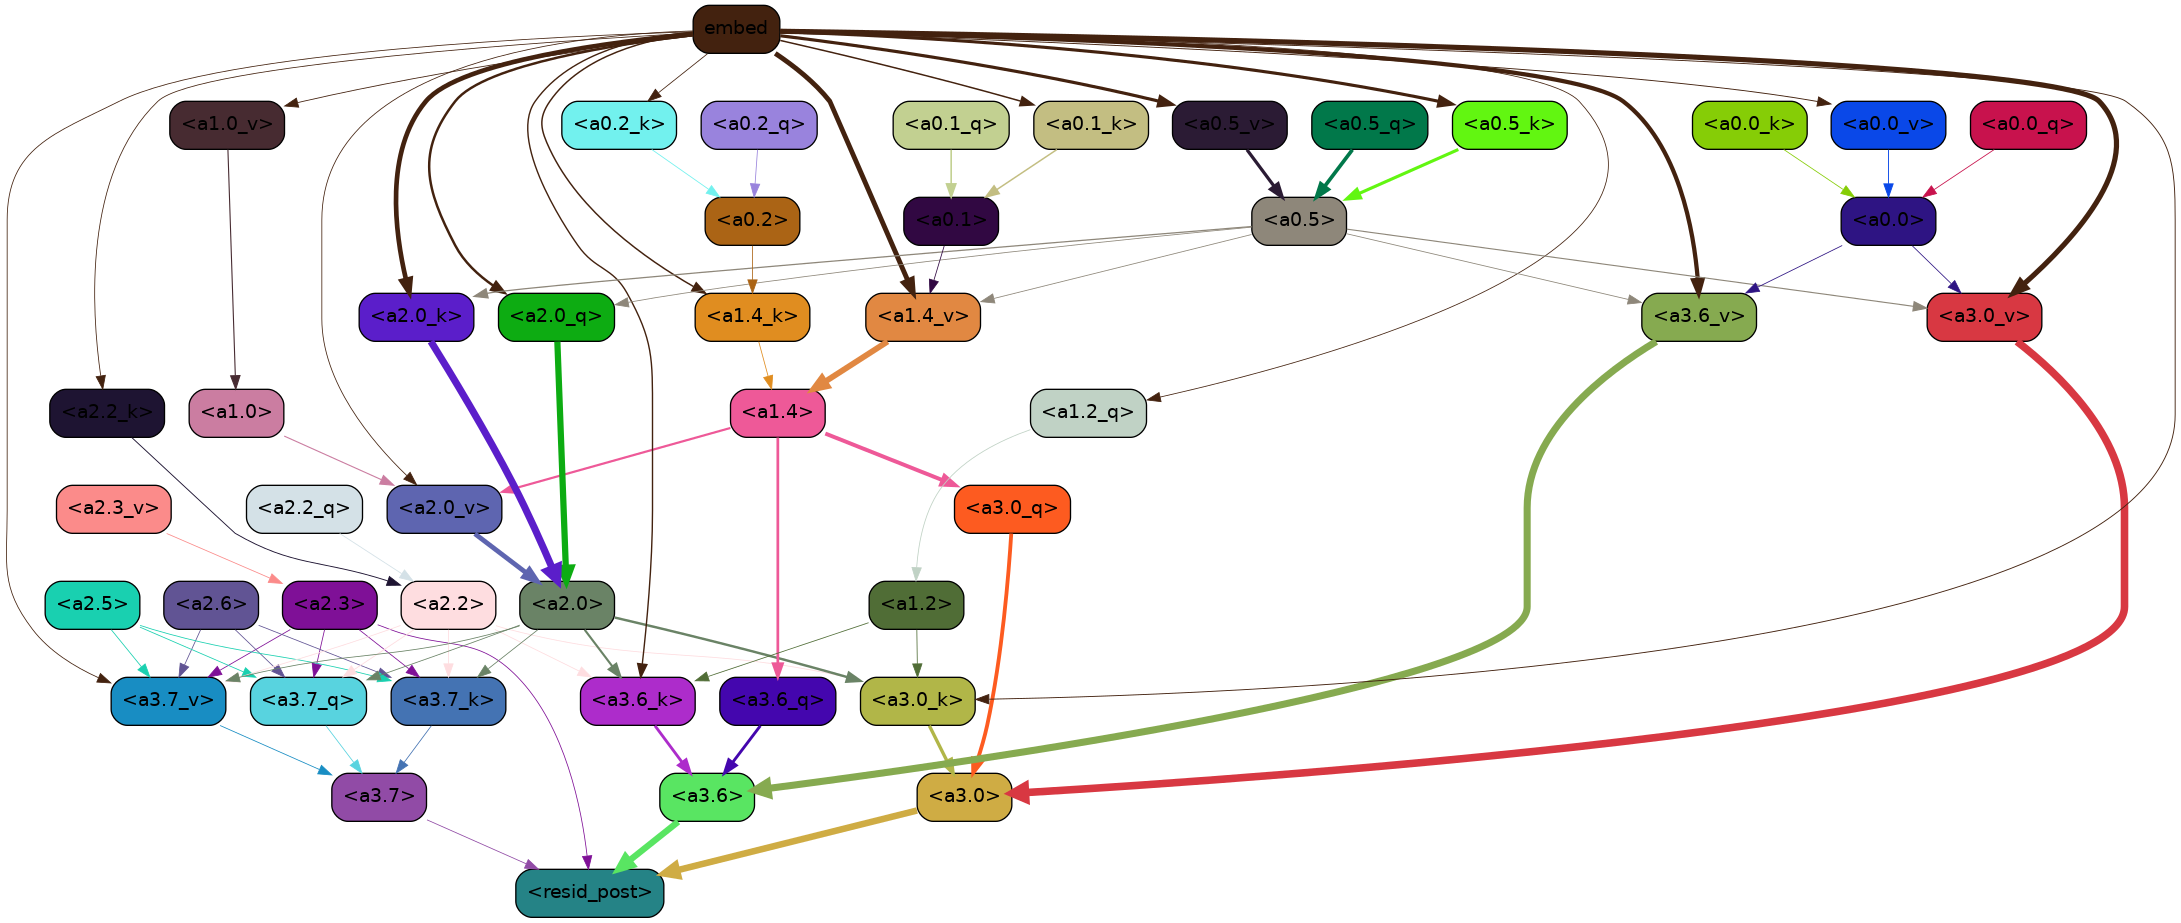 embed
<a1.0_v>
<a0.2_k>
<a0.2_q>
<a0.1_q>
<a0.1_k>
<a0.5_v>
<a0.5_q>
<a0.5_k>
<a0.0_k>
<a0.0_v>
<a0.0_q>
<a0.2>
<a0.1>
<a0.5>
<a0.0>
<a2.0_k>
<a2.0_q>
<a1.4_k>
<a1.4_v>
<a3.6_v>
<a3.0_v>
<a2.2_k>
<a1.0>
<a1.4>
<a1.2_q>
<a2.3_v>
<a2.2_q>
<a2.0_v>
<a3.0_q>
<a2.5>
<a2.6>
<a2.3>
<a2.2>
<a2.0>
<a1.2>
<a3.7_v>
<a3.7_q>
<a3.7_k>
<a3.6_k>
<a3.6_q>
<a3.0_k>
<a3.7>
<a3.6>
<a3.0>
<resid_post>